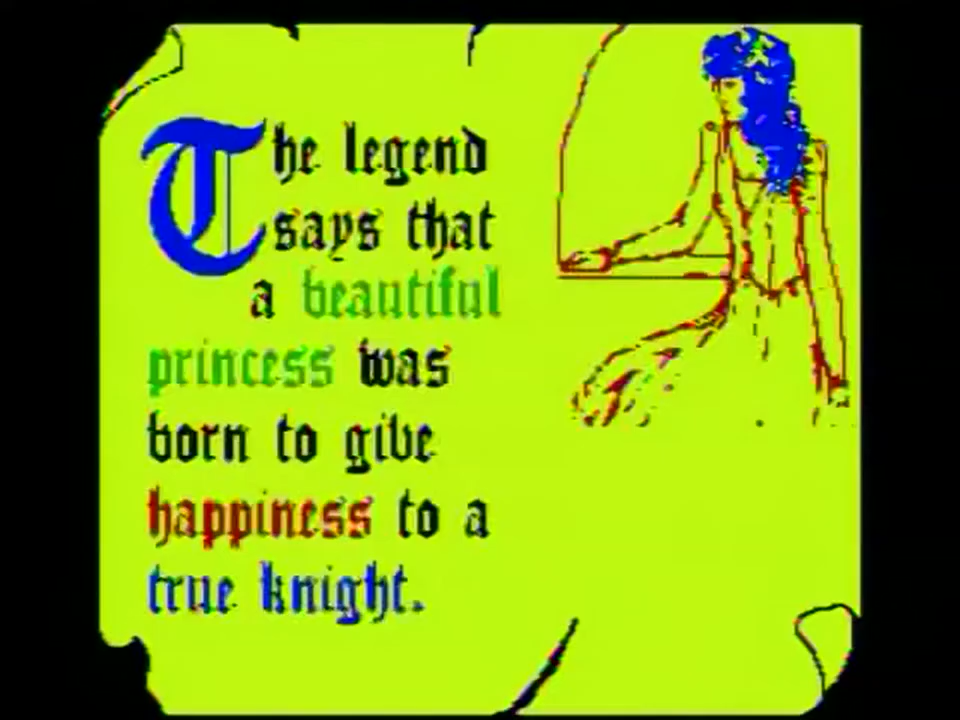 The legend
says that
a beautiful
princess was
born to give
happiness to a
true knight.